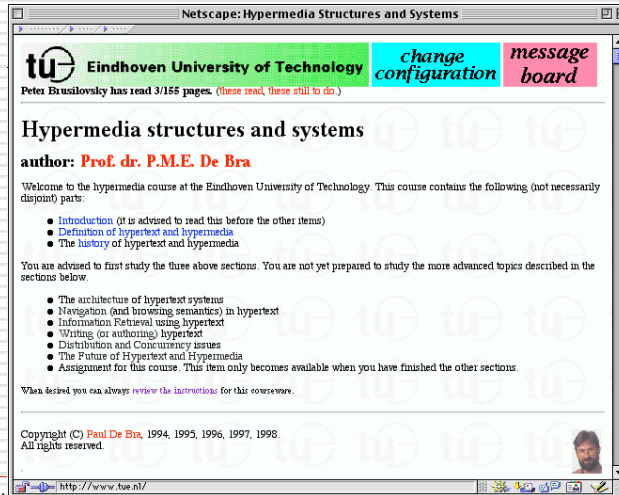 Netscape: Hypermedia Structures and Systems
tue Eindhoven University of Technology
change configuration
message board
Peter Brusilovsky has read 3/155 pages. (these read, these still to do.)
Hypermedia structures and systems
author: Prof. dr. P.M.E. De Bra
Welcome to the hypermedia course at the Eindhoven University of Technology. This course contains the following (not necessarily
disjoint) parts:
Introduction (it is advised to read this before the other items)
Definition of hypertext and hypermedia
The history of hypertext and hypermedia
You are advised to first study the three above sections. You are not yet prepared to study the more advanced topics described in the
sections below.
The architecture of hypertext systems
Navigation (and browsing semantics) in hypertext
Information Retrieval using hypertext
Writing (or authoring) hypertext
Distribution and Concurrency issues
The Future of Hypertext and Hypermedia
Assignment for this course. This item only becomes available when you have finished the other sections.
When desired you can always review the instructions for this courseware.
Copyright (C) Paul De Bra, 1994, 1995, 1996, 1997, 1998.
All rights reserved.
http://www.tue.nl/